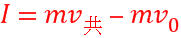 I = mv共 – mv0